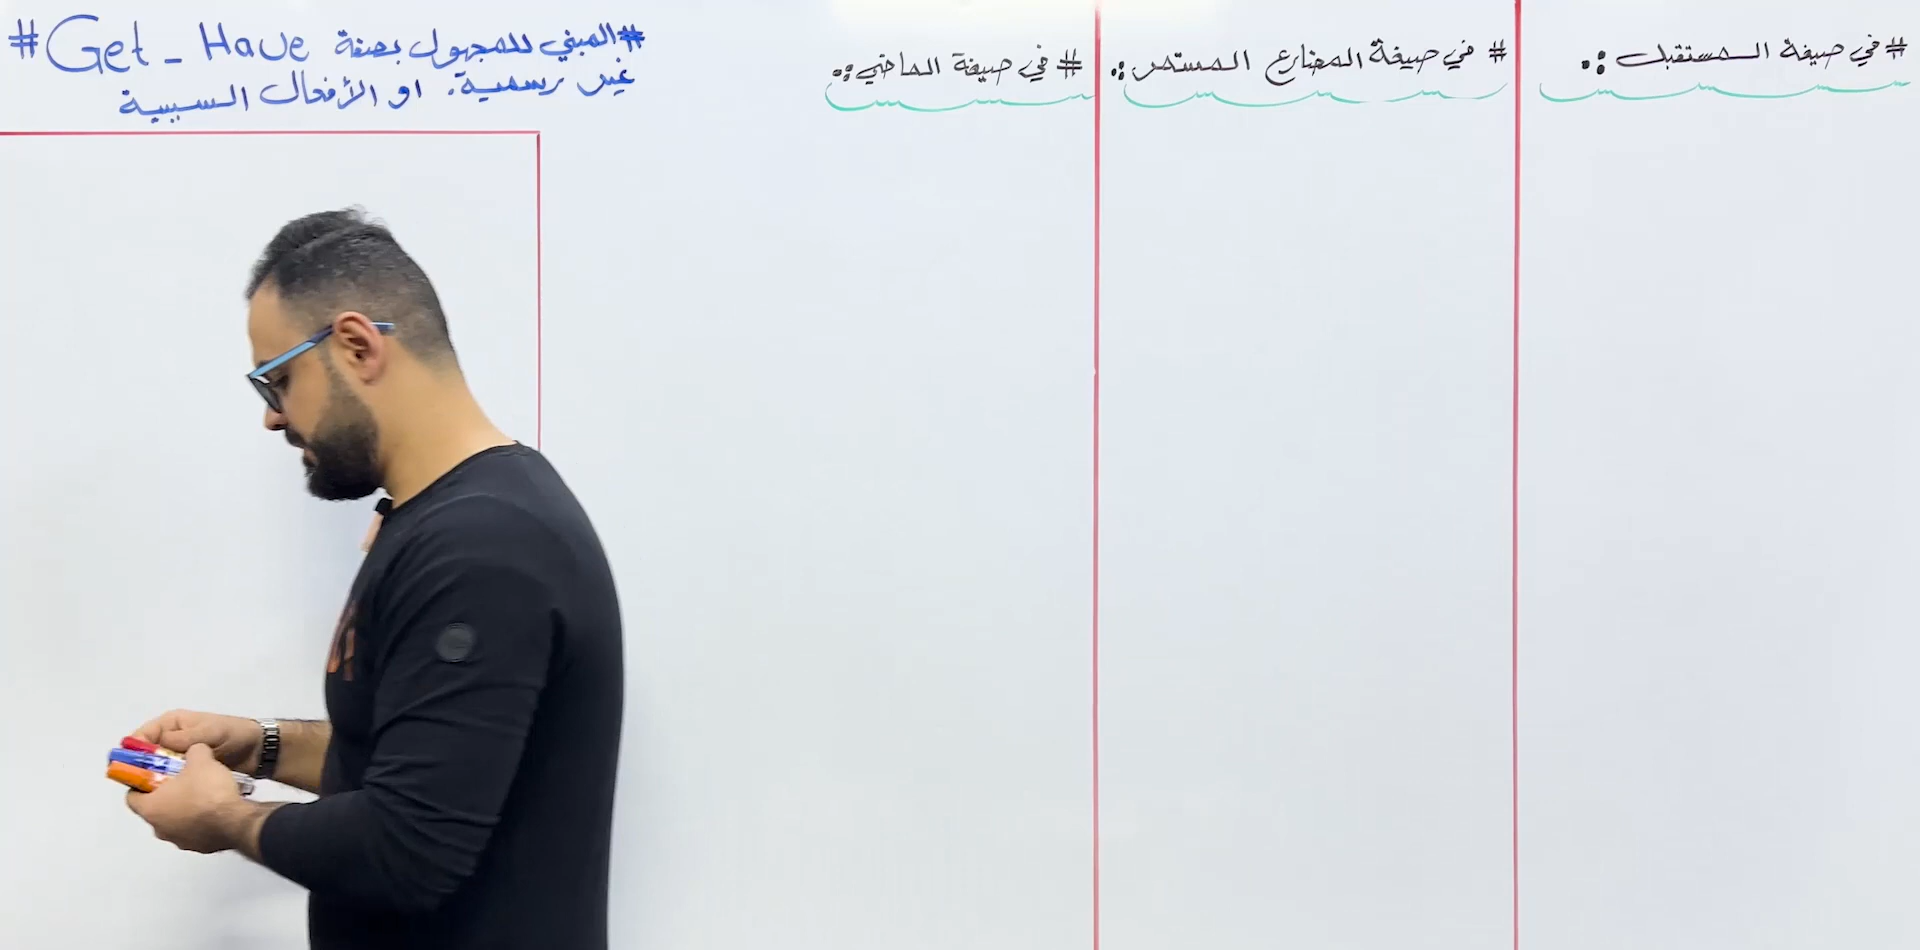 #المبني للمجهول بصفة Get _ Have #
غير رسمية. او الأفعال السببية
# في صيغة الماضي :.
# في صيغة المضارع المستمر :.
# في صيغة المستقبل :.